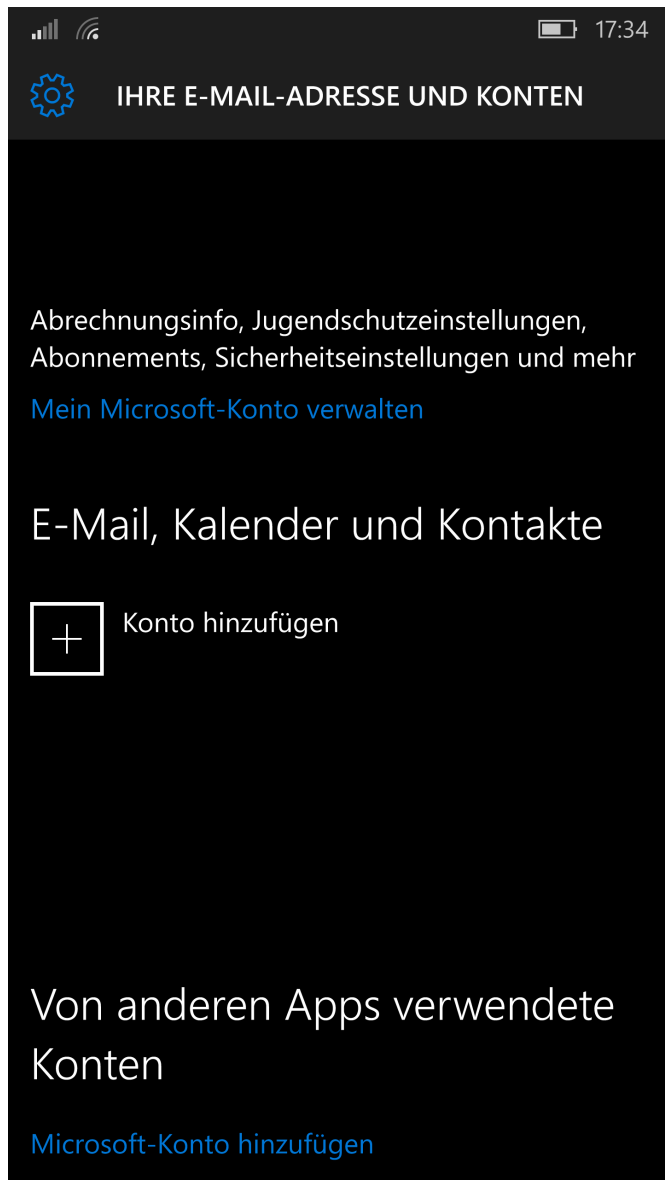 17:34
IHRE E-MAIL-ADRESSE UND KONTEN
Abrechnungsinfo, Jugendschutzeinstellungen,
Abonnements, Sicherheitseinstellungen und mehr
Mein Microsoft-Konto verwalten
E-Mail, Kalender und Kontakte
Konto hinzufügen
Von anderen Apps verwendete
Konten
Microsoft-Konto hinzufügen